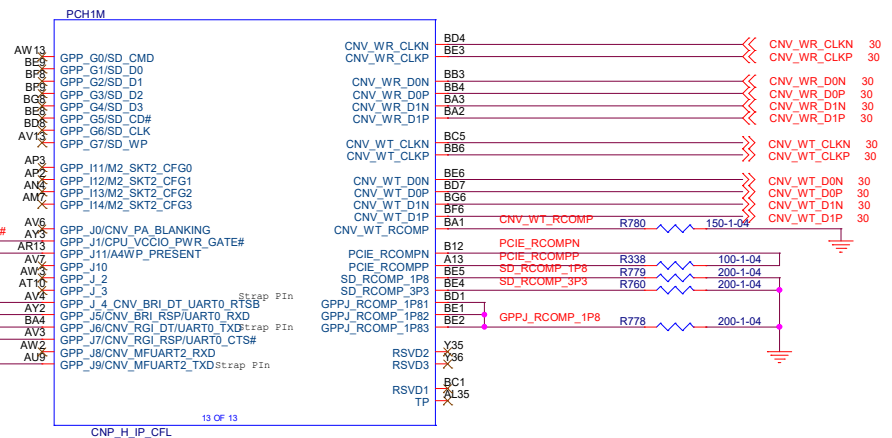 PCH1M
AW13 GPP_G0/SD_CMD
BE9 GPP_G1/SD_D0
BF8 GPP_G2/SD_D1
BF9 GPP_G3/SD_D2
BG8 GPP_G4/SD_D3
BE8 GPP_G5/SD_CD#
BD8 GPP_G6/SD_CLK
AV13 GPP_G7/SD_WP
AP3 GPP_I11/M2_SKT2_CFG0
AP2 GPP_I12/M2_SKT2_CFG1
AN4 GPP_I13/M2_SKT2_CFG2
AM7 GPP_I14/M2_SKT2_CFG3
AV6 GPP_J0/CNV_PA_BLANKING
# AY3 GPP_J1/CPU_VCCIO_PWR_GATE#
AR13 GPP_J11/A4WP_PRESENT
AV7 GPP_J10
AW3 GPP_J_2
AT10 GPP_J_3
Strap PIn
AV4 GPP_J_4_CNV_BRI_DT_UART0_RTSB
AY2 GPP_J5/CNV_BRI_RSP/UART0_RXD
BA4 GPP_J6/CNV_RGI_DT/UART0_TXD Strap PIn
AV3 GPP_J7/CNV_RGI_RSP/UART0_CTS#
AW2 GPP_J8/CNV_MFUART2_RXD
AU9 GPP_J9/CNV_MFUART2_TXD Strap PIn
CNV_WR_CLKN BD4 CNV_WR_CLKN 30
CNV_WR_CLKP BE3 CNV_WR_CLKP 30
CNV_WR_D0N BB3 CNV_WR_D0N 30
CNV_WR_D0P BB4 CNV_WR_D0P 30
CNV_WR_D1N BA3 CNV_WR_D1N 30
CNV_WR_D1P BA2 CNV_WR_D1P 30
CNV_WT_CLKN BC5 CNV_WT_CLKN 30
CNV_WT_CLKP BB6 CNV_WT_CLKP 30
CNV_WT_D0N BE6 CNV_WT_D0N 30
CNV_WT_D0P BD7 CNV_WT_D0P 30
CNV_WT_D1N BG6 CNV_WT_D1N 30
CNV_WT_D1P BF6 CNV_WT_D1P 30
CNV_WT_RCOMP BA1 CNV_WT_RCOMP R780 150-1-04
PCIE_RCOMPN B12 PCIE_RCOMPN
PCIE_RCOMPP A13 PCIE_RCOMPP R338 100-1-04
SD_RCOMP_1P8 BE5 SD_RCOMP_1P8 R779 200-1-04
SD_RCOMP_3P3 BE4 SD_RCOMP_3P3 R760 200-1-04
GPPJ_RCOMP_1P81 BD1
GPPJ_RCOMP_1P82 BE1
GPPJ_RCOMP_1P83 BE2 GPPJ_RCOMP_1P8 R778 200-1-04
RSVD2 Y35
RSVD3 Y36
RSVD1 BC1
TP AL35
13 OF 13
CNP_H_IP_CFL